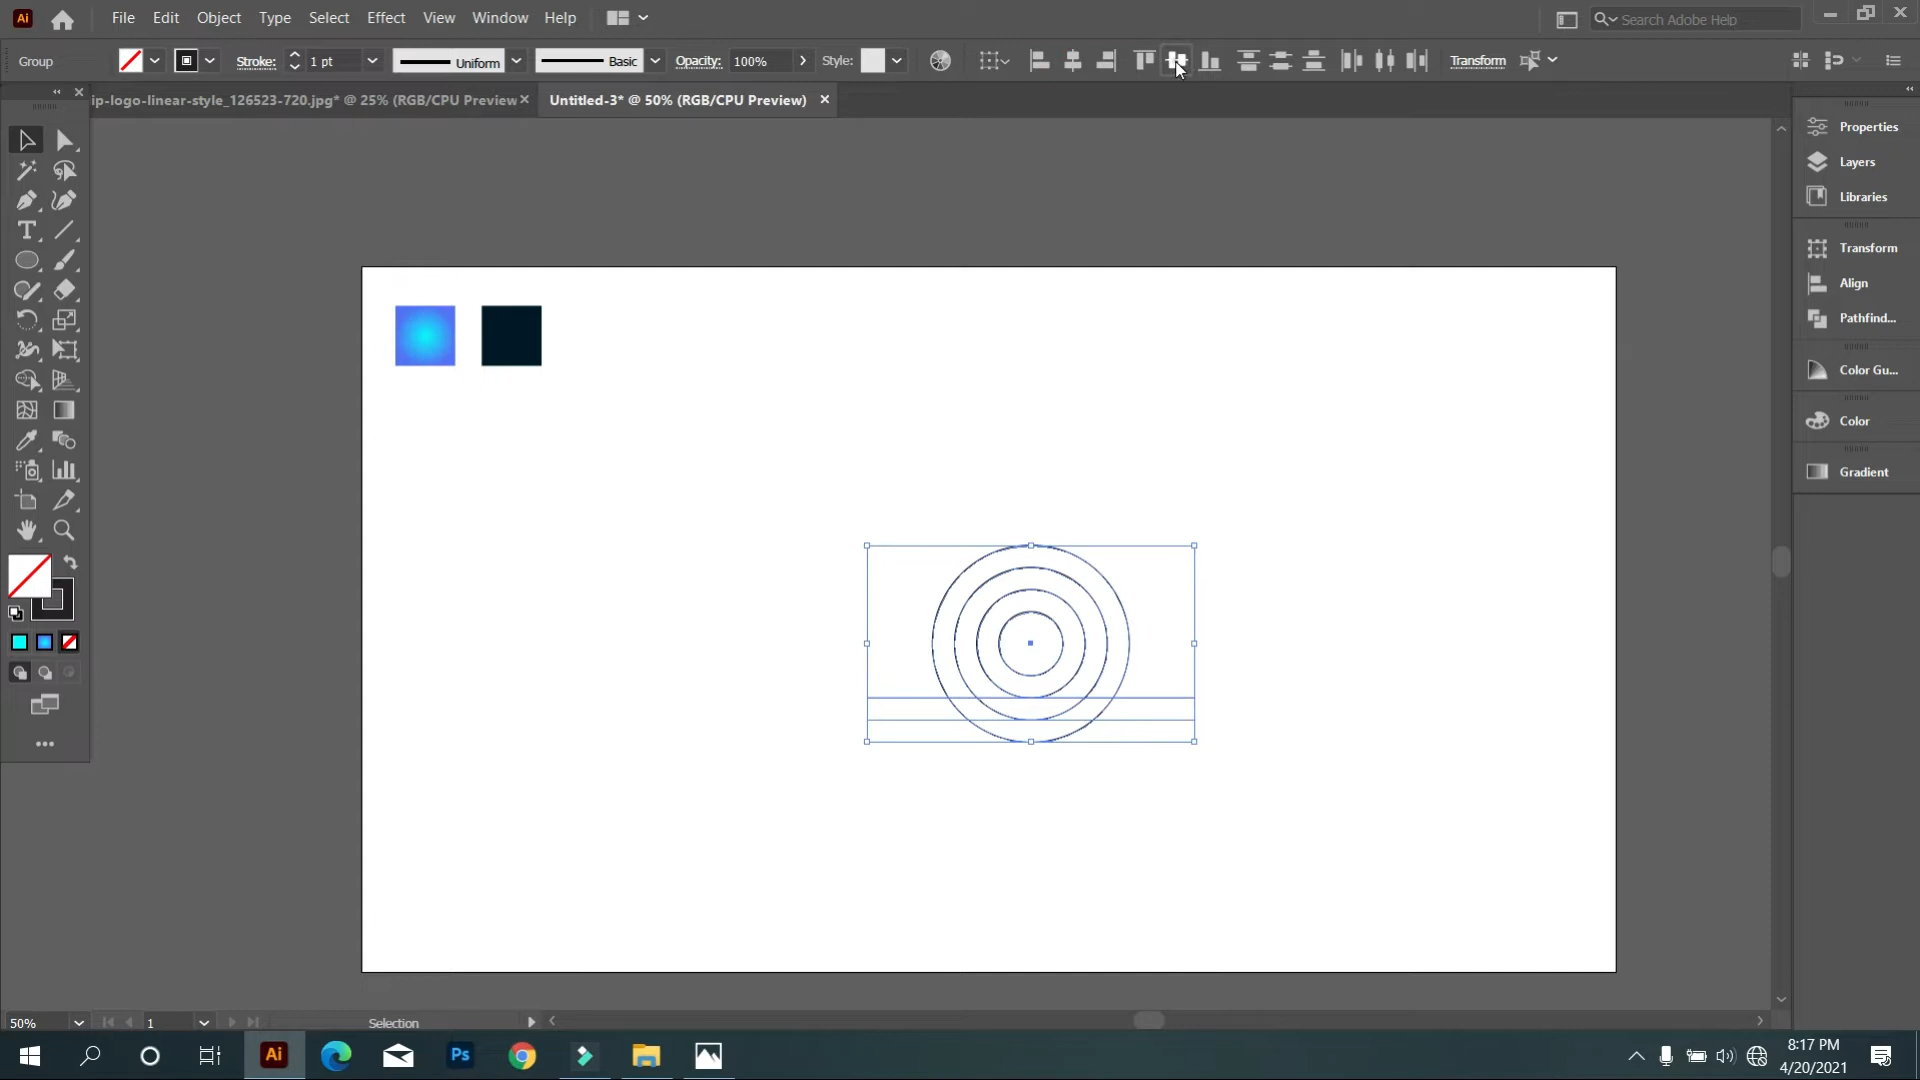 Ai File Edit Object Type Select Effect View Window Help Search Adobe Help
Group Stroke: 1 pt Uniform Basic Opacity: 100% Style: Transform
ip-logo-linear-style_126523-720.jpg* @ 25% (RGB/CPU Preview Untitled-3* @ 50% (RGB/CPU Preview)
Properties
Layers
Libraries
Transform
Align
Pathfind...
Color Gu...
Color
Gradient
50% 1 Selection
Ai Ps
8:17 PM
4/20/2021